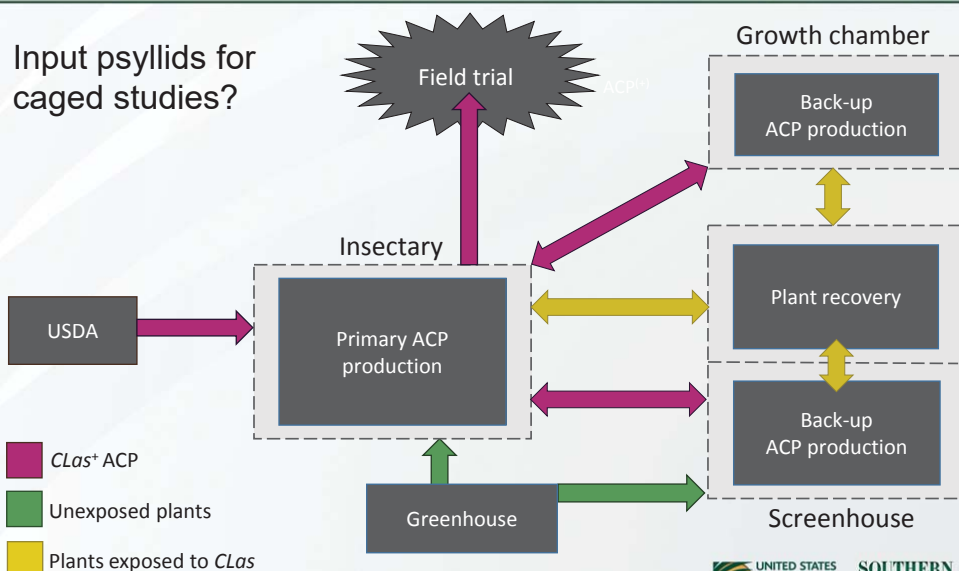 Input psyllids for
caged studies?
Field trial
ACP(+)
Growth chamber
Back-up
ACP production
Insectary
USDA
Primary ACP
production
Plant recovery
Back-up
ACP production
Screenhouse
Greenhouse
CLas⁺ ACP
Unexposed plants
Plants exposed to CLas
UNITED STATES
SOUTHERN